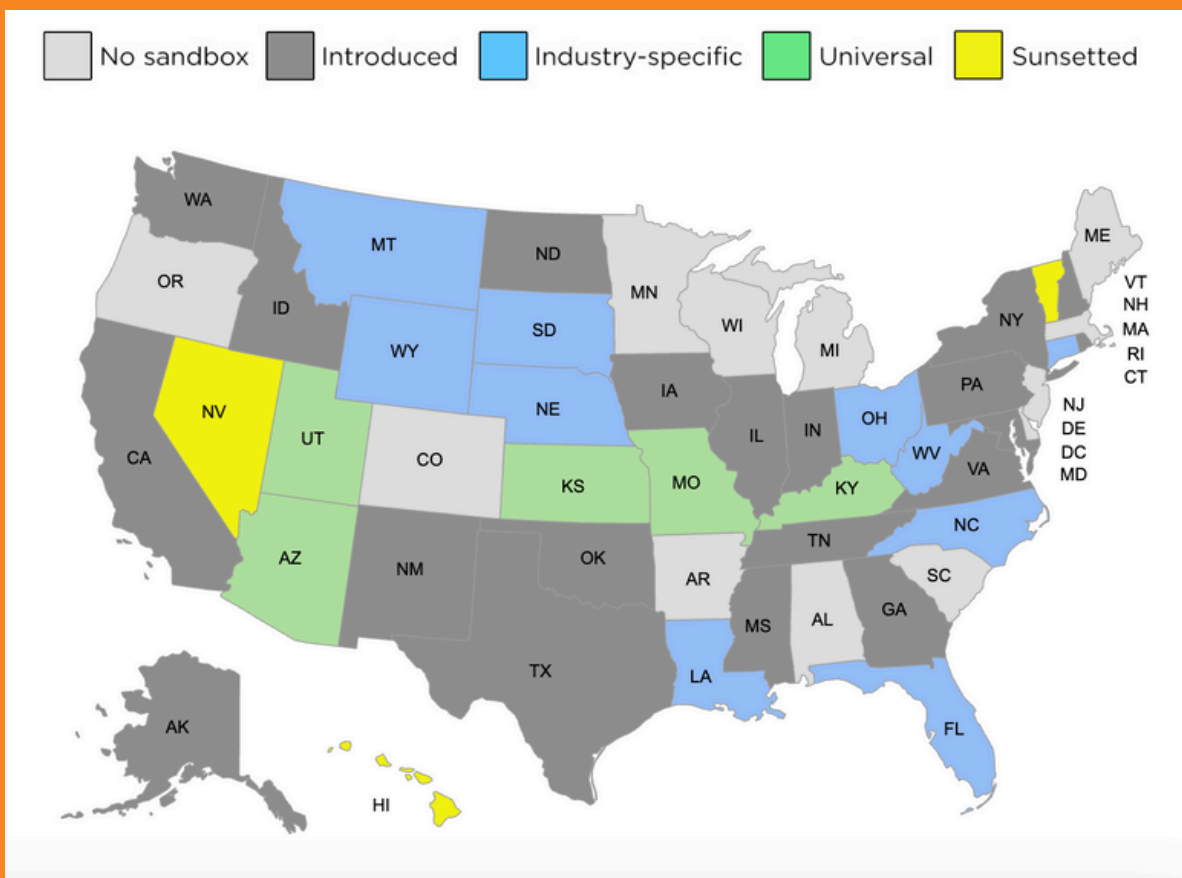 No sandbox Introduced Industry-specific Universal Sunsetted
WA
MT
ND
MN
ME
OR
ID
SD
WI
MI
NY
VT
NH
MA
RI
CT
WY
IA
PA
NV
NE
OH
NJ
DE
DC
MD
UT
CO
IL
IN
WV
VA
CA
KS
MO
KY
AZ
NM
OK
TN
NC
AR
SC
MS
AL
GA
TX
LA
AK
FL
HI